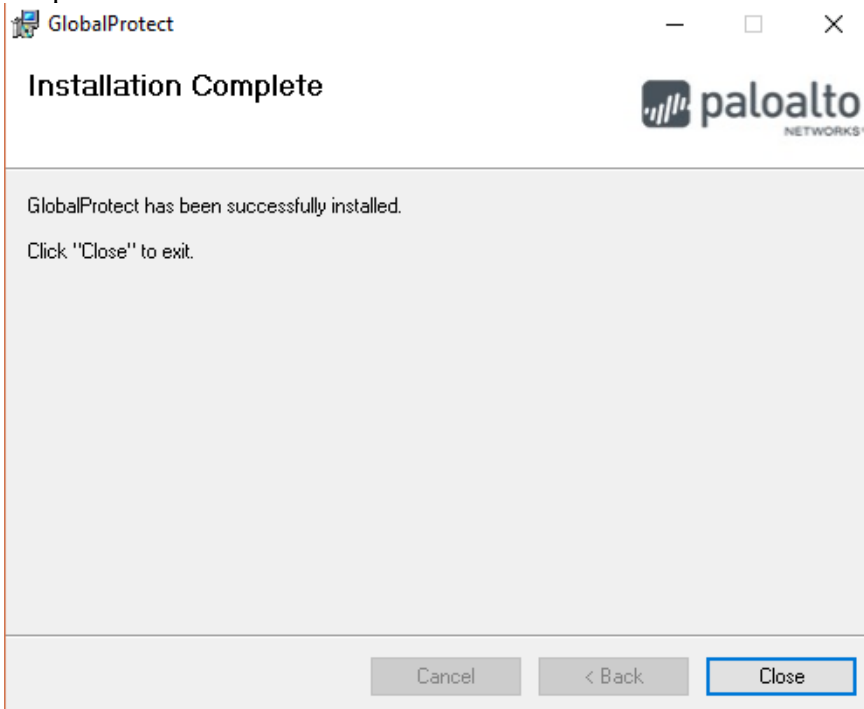 GlobalProtect
Installation Complete
paloalto
NETWORKS
GlobalProtect has been successfully installed.
Click "Close" to exit.
Cancel
< Back
Close